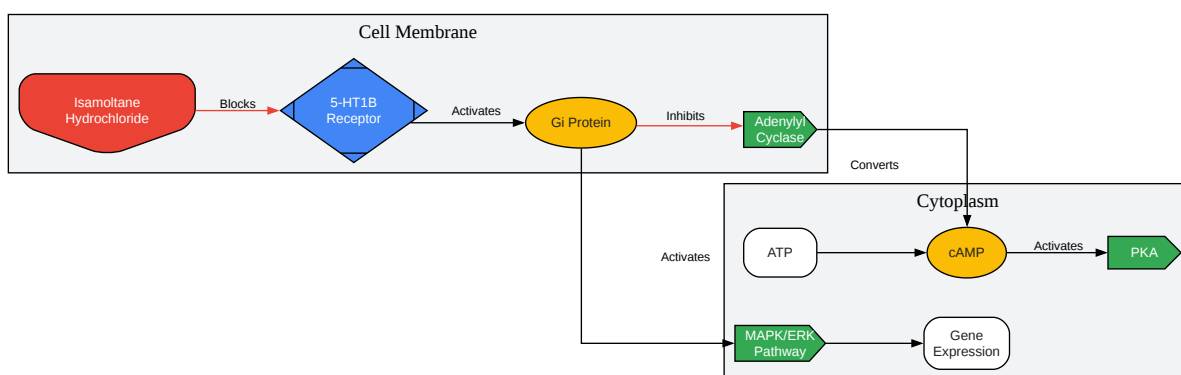 Cell Membrane
Isamoltane
Hydrochloride
Blocks
5-HT1B
Receptor
Activates
Gi Protein
Inhibits
Adenylyl
Cyclase
Converts
Cytoplasm
ATP
cAMP
Activates
PKA
Activates
MAPK/ERK
Pathway
Gene
Expression